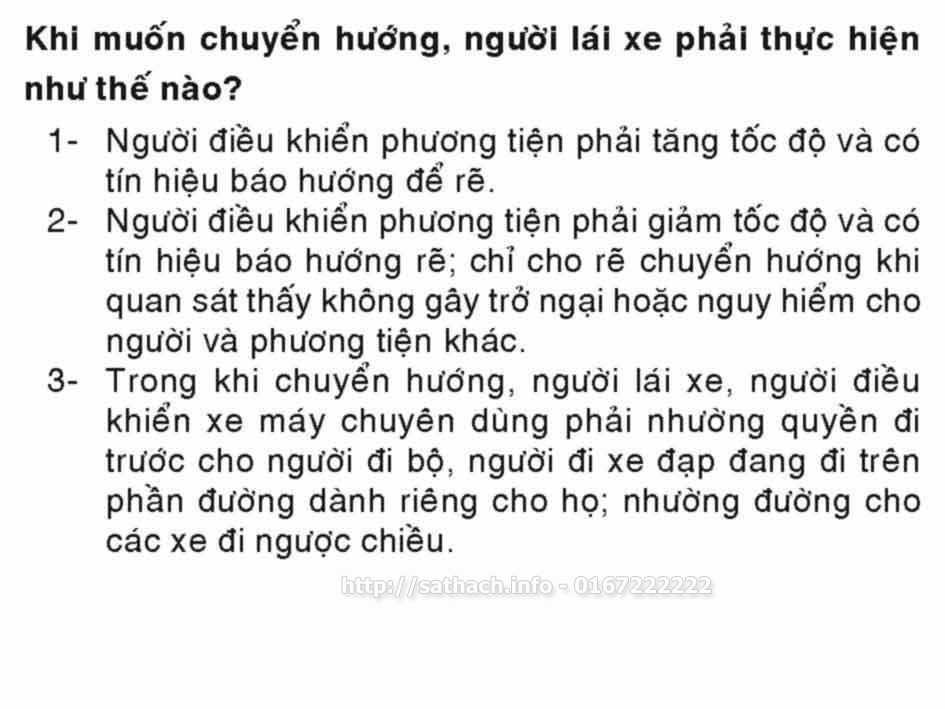 Khi muốn chuyển hướng, người lái xe phải thực hiện
như thế nào?
1- Người điều khiển phương tiện phải tăng tốc độ và có
tín hiệu báo hướng để rẽ.
2- Người điều khiển phương tiện phải giảm tốc độ và có
tín hiệu báo hướng rẽ; chỉ cho rẽ chuyển hướng khi
quan sát thấy không gây trở ngại hoặc nguy hiểm cho
người và phương tiện khác.
3- Trong khi chuyển hướng, người lái xe, người điều
khiển xe máy chuyên dùng phải nhường quyền đi
trước cho người đi bộ, người đi xe đạp đang đi trên
phần đường dành riêng cho họ; nhường đường cho
các xe đi ngược chiều.
http://sathach.info - 0167222222